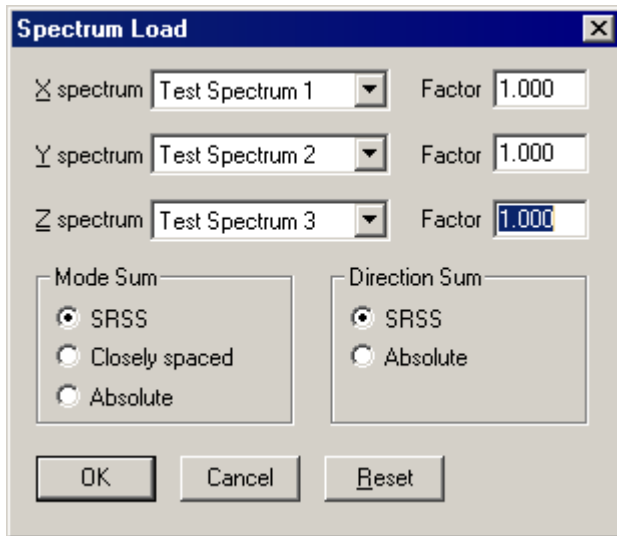 Spectrum Load
X spectrum Test Spectrum 1 Factor 1.000
Y spectrum Test Spectrum 2 Factor 1.000
Z spectrum Test Spectrum 3 Factor 1.000
Mode Sum Direction Sum
SRSS SRSS
Closely spaced Absolute
Absolute
OK Cancel Reset